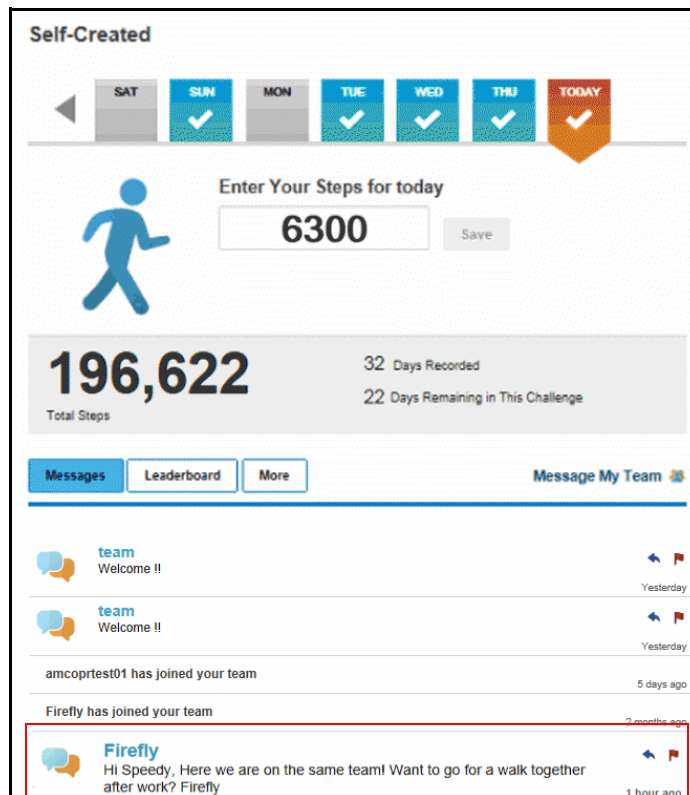 Self-Created
SAT SUN MON TUE WED THU TODAY
Enter Your Steps for today
6300 Save
196,622
Total Steps
32 Days Recorded
22 Days Remaining in This Challenge
Messages Leaderboard More Message My Team
team
Welcome !!
Yesterday
team
Welcome !!
Yesterday
amcoprtest01 has joined your team
5 days ago
Firefly has joined your team
2 months ago
Firefly
Hi Speedy, Here we are on the same team! Want to go for a walk together
after work? Firefly
1 hour ago